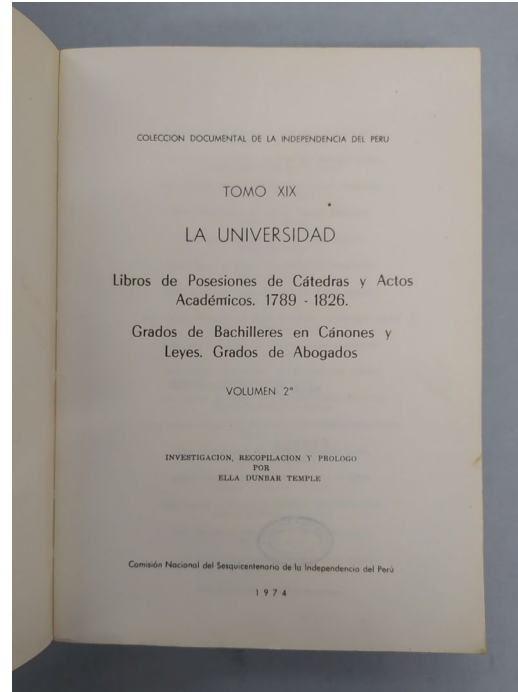 COLECCION DOCUMENTAL DE LA INDEPENDENCIA DEL PERU
TOMO XIX
LA UNIVERSIDAD
Libros de Posesiones de Cátedras y Actos
Académicos. 1789 - 1826.
Grados de Bachilleres en Cánones y
Leyes. Grados de Abogados
VOLUMEN 2°
INVESTIGACION, RECOPILACION Y PROLOGO
POR
ELLA DUNBAR TEMPLE
Comisión Nacional del Sesquicentenario de la Independencia del Perú
1974